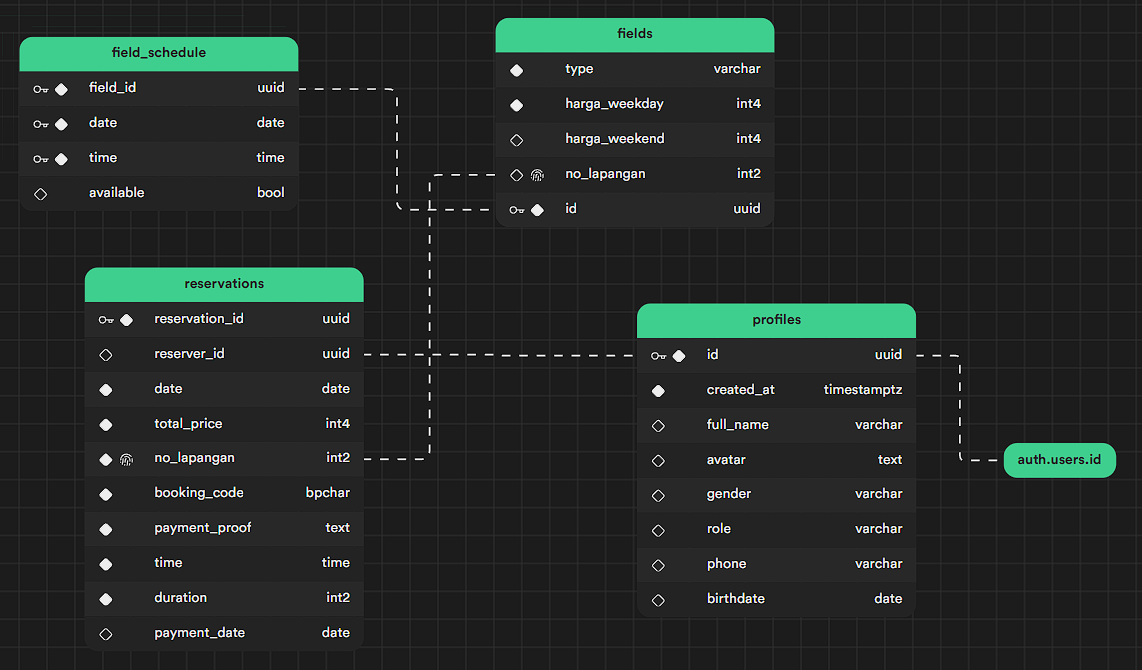 field_schedule
field_id uuid
date date
time time
available bool
fields
type varchar
harga_weekday int4
harga_weekend int4
no_lapangan int2
id uuid
reservations
reservation_id uuid
reserver_id uuid
date date
total_price int4
no_lapangan int2
booking_code bpchar
payment_proof text
time time
duration int2
payment_date date
profiles
id uuid
created_at timestamptz
full_name varchar
avatar text
gender varchar
role varchar
phone varchar
birthdate date
auth.users.id